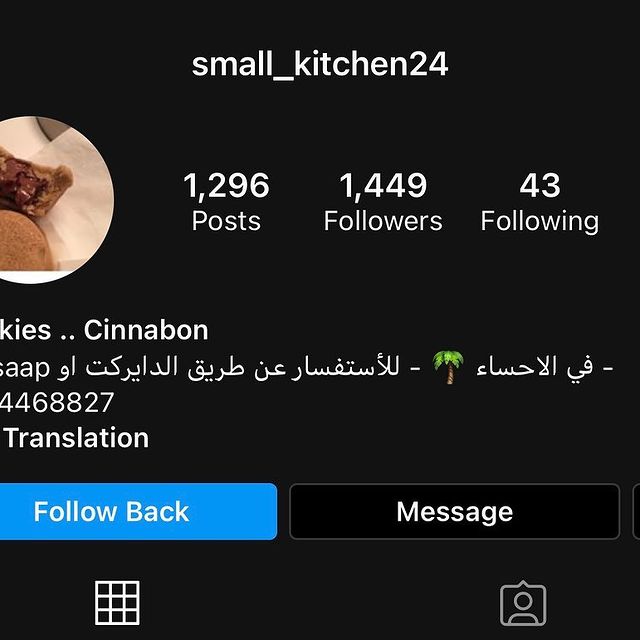 small_kitchen24
1,296 1,449 43
Posts Followers Following
kies .. Cinnabon
- في الاحساء 🌴 - للأستفسار عن طريق الدايركت او saap
4468827
Translation
Follow Back Message